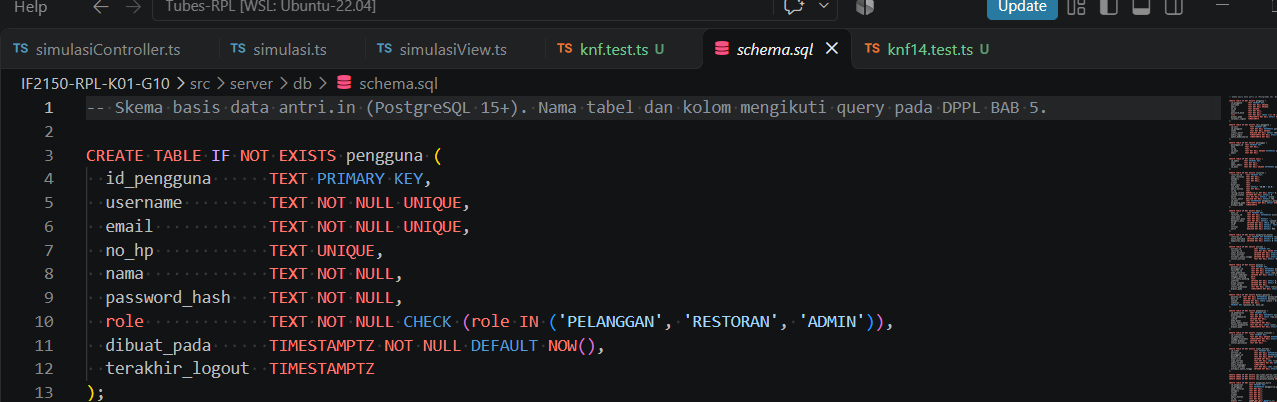 Help Tubes-RPL [WSL: Ubuntu-22.04] Update
TS simulasiController.ts TS simulasi.ts TS simulasiView.ts TS knf.test.ts U schema.sql TS knf14.test.ts U
IF2150-RPL-K01-G10 > src > server > db > schema.sql
1 -- Skema basis data antri.in (PostgreSQL 15+). Nama tabel dan kolom mengikuti query pada DPPL BAB 5.
2
3 CREATE TABLE IF NOT EXISTS pengguna (
4 id_pengguna TEXT PRIMARY KEY,
5 username TEXT NOT NULL UNIQUE,
6 email TEXT NOT NULL UNIQUE,
7 no_hp TEXT UNIQUE,
8 nama TEXT NOT NULL,
9 password_hash TEXT NOT NULL,
10 role TEXT NOT NULL CHECK (role IN ('PELANGGAN', 'RESTORAN', 'ADMIN')),
11 dibuat_pada TIMESTAMPTZ NOT NULL DEFAULT NOW(),
12 terakhir_logout TIMESTAMPTZ
13 );